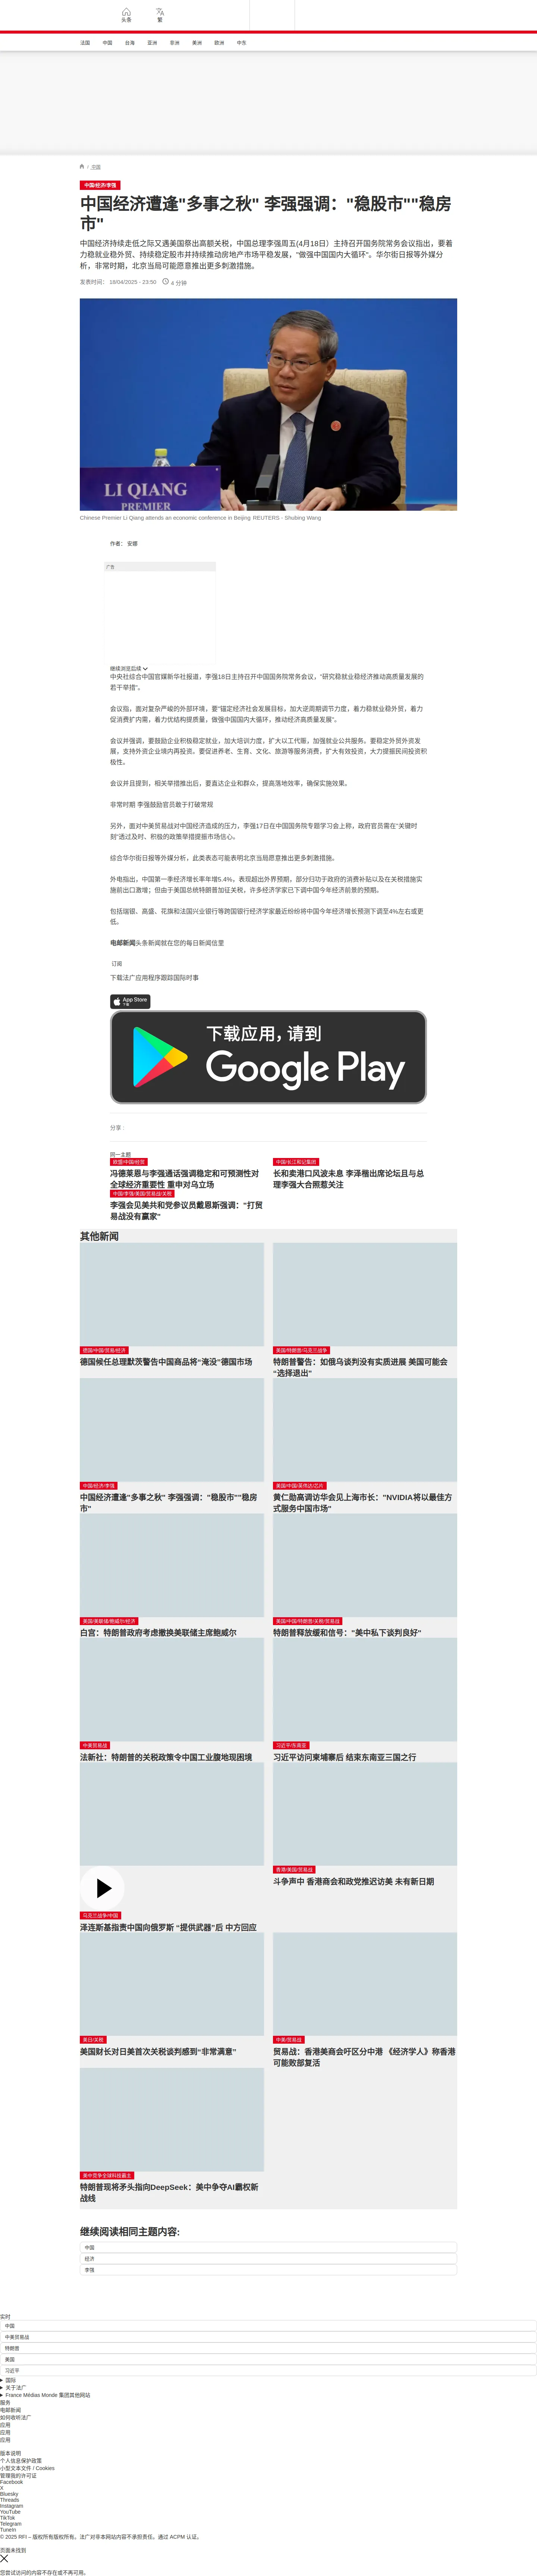 头条
繁
法国
中国
台海
亚洲
非洲
美洲
欧洲
中东
/ 页面
中国/经济/李强
中国经济遭逢"多事之秋" 李强强调："稳股市""稳房
市"
中国经济持续走低之际又遇美国祭出高额关税，中国总理李强周五(4月18日）主持召开国务院常务会议指出，要着
力稳就业稳外贸、持续稳定股市并持续推动房地产市场平稳发展，"做强中国国内大循环"。华尔街日报等外媒分
析，非常时期，北京当局可能愿意推出更多刺激措施。
发表时间： 18/04/2025 - 23:50
4 分钟
LI QIANG
PREMIER
Chinese Premier Li Qiang attends an economic conference in Beijing. REUTERS - Shubing Wang
作者： 安娜
广告
继续浏览后续
中央社综合中国官媒新华社报道，李强18日主持召开中国国务院常务会议，"研究稳就业稳经济推动高质量发展的
若干举措"。
会议指，面对复杂严峻的外部环境，要"锚定经济社会发展目标，加大逆周期调节力度，着力稳就业稳外贸，着力
促消费扩内需，着力优结构提质量，做强中国国内大循环，推动经济高质量发展"。
会议并强调，要鼓励企业积极稳定就业，加大培训力度，扩大以工代赈，加强就业公共服务。要稳定外贸外资发
展，支持外资企业境内再投资。要促进养老、生育、文化、旅游等服务消费，扩大有效投资，大力提振民间投资积
极性。
会议并且提到，相关举措推出后，要直达企业和群众，提高落地效率，确保实施效果。
非常时期 李强鼓励官员敢于打破常规
另外，面对中美贸易战对中国经济造成的压力，李强17日在中国国务院专题学习会上称，政府官员需在"关键时
刻"透过及时、积极的政策举措提振市场信心。
综合华尔街日报等外媒分析，此类表态可能表明北京当局愿意推出更多刺激措施。
外电指出，中国第一季经济增长率年增5.4%，表现超出外界预期，部分归功于政府的消费补贴以及在关税措施实
施前出口激增；但由于美国总统特朗普加征关税，许多经济学家已下调中国今年经济前景的预期。
包括瑞银、高盛、花旗和法国兴业银行等跨国银行经济学家最近纷纷将中国今年经济增长预测下调至4%左右或更
低。
电邮新闻头条新闻就在您的每日新闻信里
订阅
下载法广应用程序跟踪国际时事
App Store
下载
下载应用，请到
Google Play
分享 :
同一主题
欧盟/中国/经贸
冯德莱恩与李强通话强调稳定和可预测性对
全球经济重要性 重申对乌立场
中国/长江和记集团
长和卖港口风波未息 李泽楷出席论坛且与总
理李强大合照惹关注
中国/李强/美国/贸易战/关税
李强会见美共和党参议员戴恩斯强调："打贸
易战没有赢家"
其他新闻
德国/中国/贸易/经济
德国候任总理默茨警告中国商品将"淹没"德国市场
美国/特朗普/乌克兰战争
特朗普警告：如俄乌谈判没有实质进展 美国可能会
"选择退出"
中国/经济/李强
中国经济遭逢"多事之秋" 李强强调："稳股市""稳房
市"
美国/中国/英伟达/芯片
黄仁勋高调访华会见上海市长："NVIDIA将以最佳方
式服务中国市场"
美国/美联储/鲍威尔/经济
白宫：特朗普政府考虑撤换美联储主席鲍威尔
美国/中国/特朗普/关税/贸易战
特朗普释放缓和信号："美中私下谈判良好"
中美贸易战
法新社：特朗普的关税政策令中国工业腹地现困境
习近平/东南亚
习近平访问柬埔寨后 结束东南亚三国之行
乌克兰战争/中国
泽连斯基指责中国向俄罗斯 "提供武器"后 中方回应
香港/美国/贸易战
斗争声中 香港商会和政党推迟访美 未有新日期
美日/关税
美国财长对日美首次关税谈判感到"非常满意"
中美/贸易战
贸易战：香港美商会吁区分中港 《经济学人》称香港
可能败部复活
美中竞争全球科技霸主
特朗普现将矛头指向DeepSeek：美中争夺AI霸权新
战线
继续阅读相同主题内容:
中国
经济
李强
实时
中国
中美贸易战
特朗普
美国
习近平
国际
关于法广
France Médias Monde 集团其他网站
服务
电邮新闻
如何收听法广
应用
应用
应用
版本说明
个人信息保护政策
小型文本文件 / Cookies
管理我的许可证
Facebook
X
Bluesky
Threads
Instagram
YouTube
TikTok
Telegram
TuneIn
© 2025 RFI – 版权所有版权所有。法广对非本网站内容不承担责任。通过 ACPM 认证。
页面未找到
您尝试访问的内容不存在或不再可用。